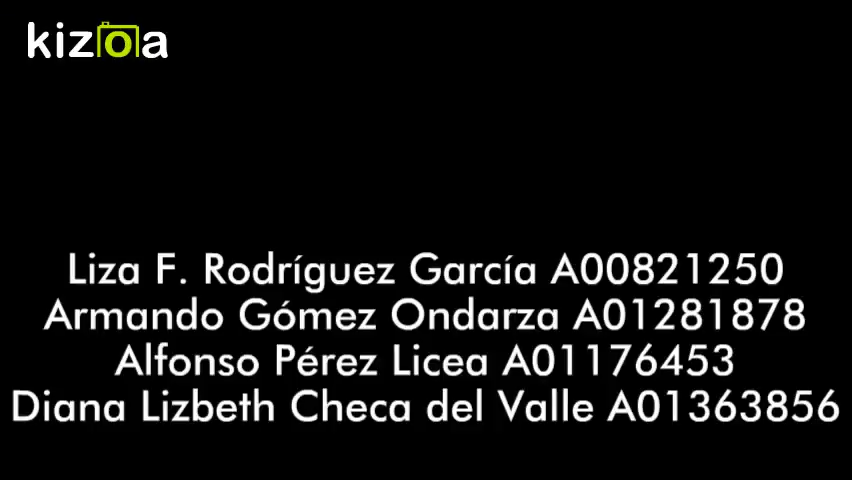 kizoa
Liza F. Rodríguez García A00821250
Armando Gómez Ondarza A01281878
Alfonso Pérez Licea A01176453
Diana Lizbeth Checa del Valle A01363856